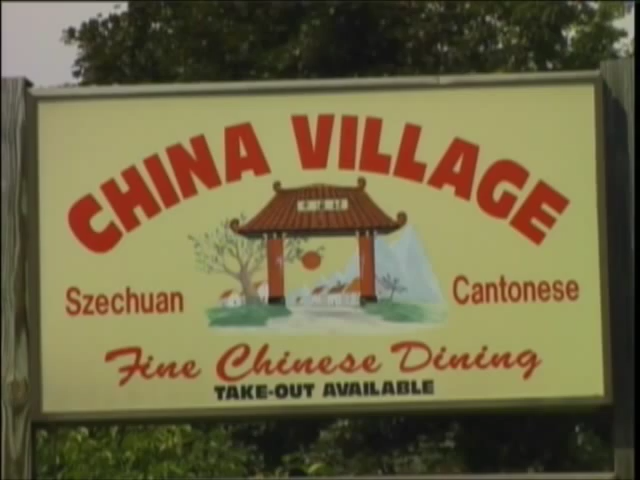 CHINA VILLAGE
Szechuan
Cantonese
Fine Chinese Dining
TAKE-OUT AVAILABLE